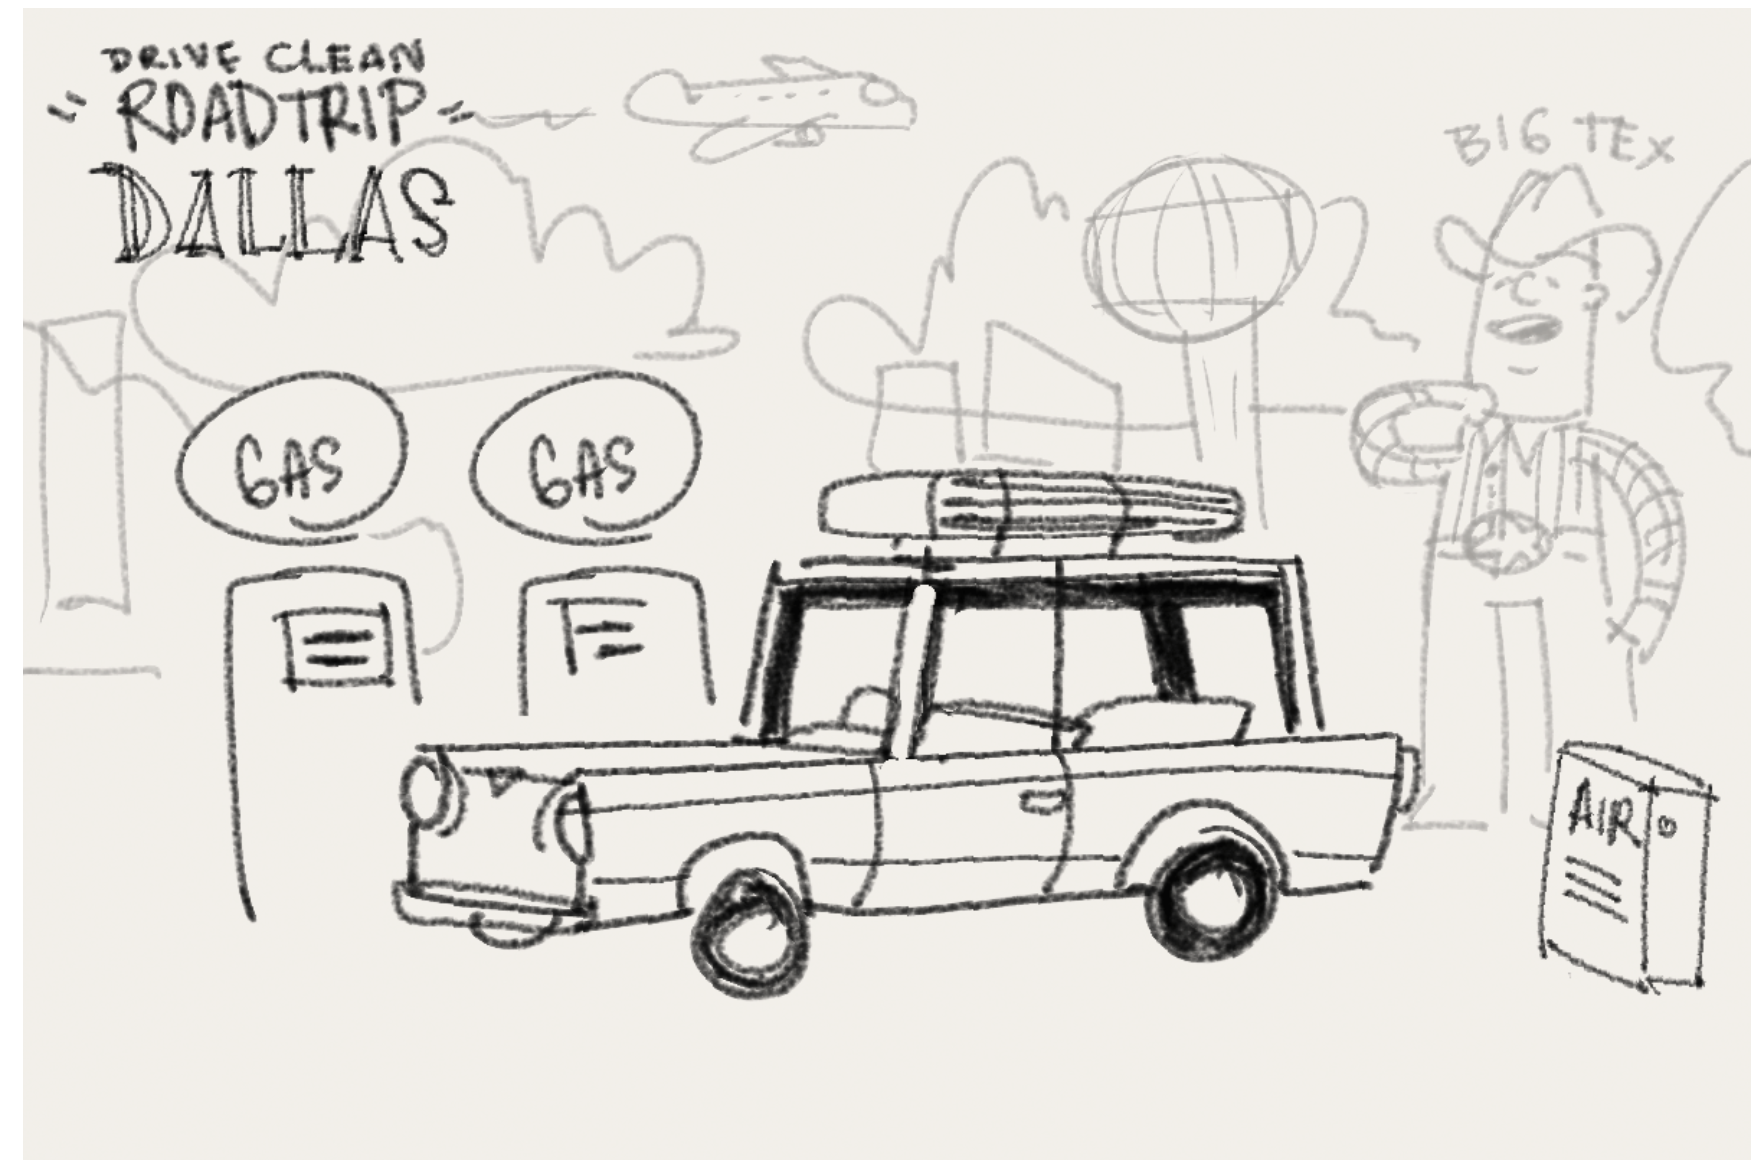 DRIVE CLEAN
ROADTRIP
DALLAS
BIG TEX
GAS
GAS
AIR